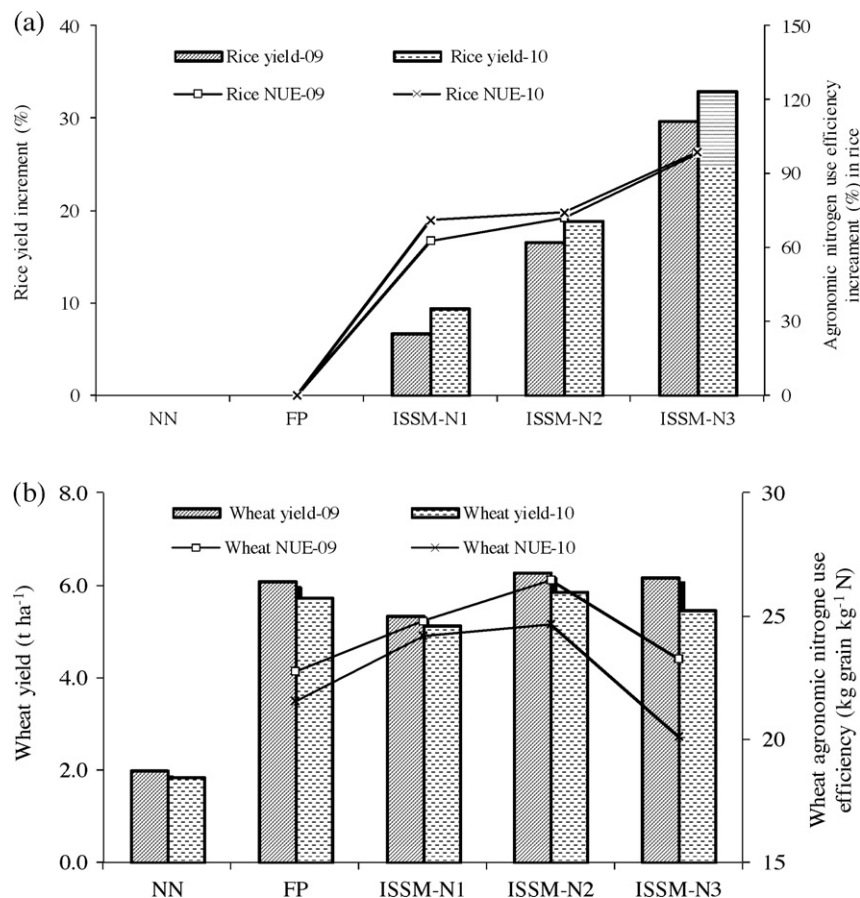 (a)
40
30
20
10
0
Rice yield increment (%)
Rice yield-09
Rice yield-10
Rice NUE-09
Rice NUE-10
150
123
90
60
30
0
Agronomic nitrogen use efficiency
increament (%) in rice
NN
FP
ISSM-N1
ISSM-N2
ISSM-N3
(b)
8.0
6.0
4.0
2.0
0.0
Wheat yield (t ha⁻¹)
Wheat yield-09
Wheat yield-10
Wheat NUE-09
Wheat NUE-10
30
25
20
15
Wheat agronomic nitrogne use
efficiency (kg grain kg⁻¹ N)
NN
FP
ISSM-N1
ISSM-N2
ISSM-N3